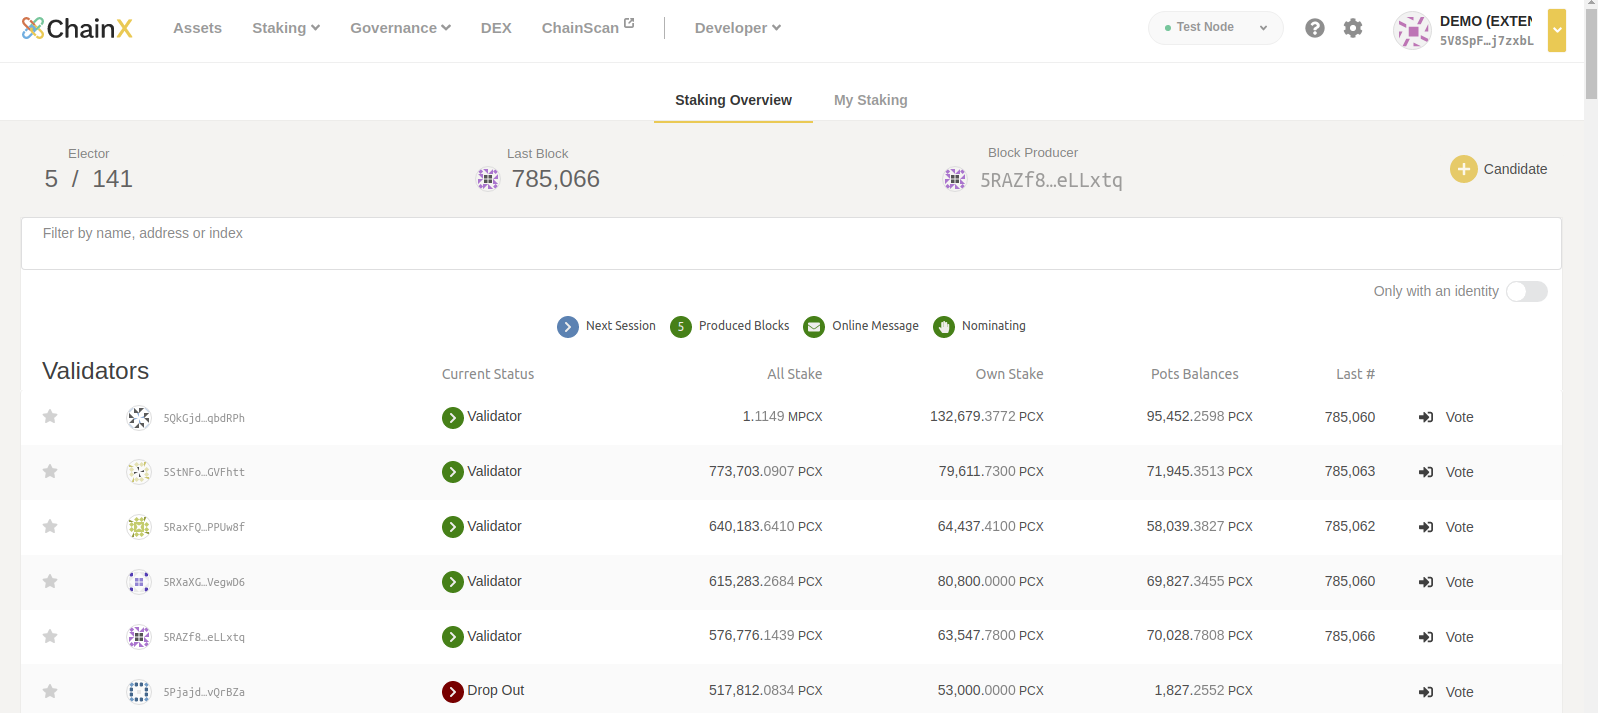 ChainX Assets Staking Governance DEX ChainScan Developer Test Node DEMO (EXTEN
5V8SpF…j7zxbL
Staking Overview My Staking
Elector Last Block Block Producer
5 / 141 785,066 5RAZf8…eLLxtq Candidate
Filter by name, address or index
Only with an identity
Next Session 5 Produced Blocks Online Message Nominating
Validators Current Status All Stake Own Stake Pots Balances Last #
5QkGjd…qbdRPh Validator 1.1149 MPCX 132,679.3772 PCX 95,452.2598 PCX 785,060 Vote
5StNFo…GVFhtt Validator 773,703.0907 PCX 79,611.7300 PCX 71,945.3513 PCX 785,063 Vote
5RaxFQ…PPUw8f Validator 640,183.6410 PCX 64,437.4100 PCX 58,039.3827 PCX 785,062 Vote
5RXaXG…VegwD6 Validator 615,283.2684 PCX 80,800.0000 PCX 69,827.3455 PCX 785,060 Vote
5RAZf8…eLLxtq Validator 576,776.1439 PCX 63,547.7800 PCX 70,028.7808 PCX 785,066 Vote
5Pjajd…vQrBZa Drop Out 517,812.0834 PCX 53,000.0000 PCX 1,827.2552 PCX Vote